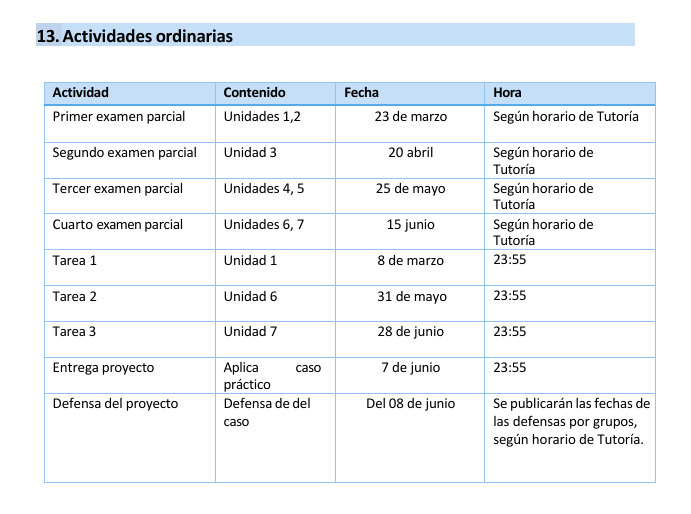 13. Actividades ordinarias
Actividad Contenido Fecha Hora
Primer examen parcial Unidades 1,2 23 de marzo Según horario de Tutoría
Segundo examen parcial Unidad 3 20 abril Según horario de
Tutoría
Tercer examen parcial Unidades 4, 5 25 de mayo Según horario de
Tutoría
Cuarto examen parcial Unidades 6, 7 15 junio Según horario de
Tutoría
Tarea 1 Unidad 1 8 de marzo 23:55
Tarea 2 Unidad 6 31 de mayo 23:55
Tarea 3 Unidad 7 28 de junio 23:55
Entrega proyecto Aplica caso 7 de junio 23:55
práctico
Defensa del proyecto Defensa de del Del 08 de junio Se publicarán las fechas de
caso las defensas por grupos,
según horario de Tutoría.